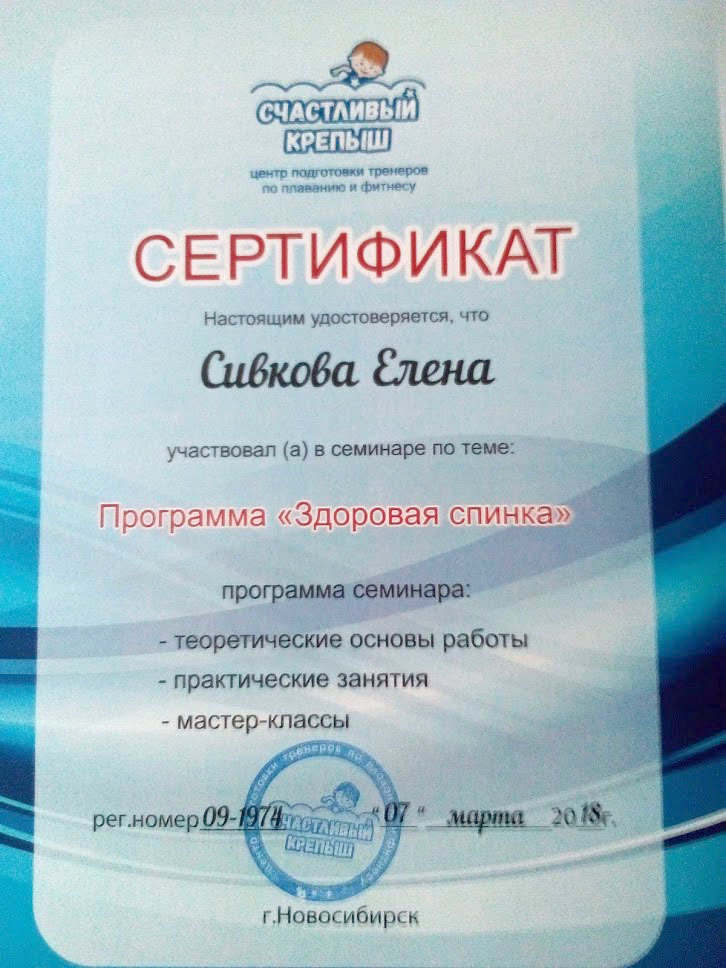 СЧАСТЛИВЫЙ
КРЕПЫШ
центр подготовки тренеров
по плаванию и фитнесу
СЕРТИФИКАТ
Настоящим удостоверяется, что
Сивкова Елена
участвовал (а) в семинаре по теме:
Программа «Здоровая спинка»
программа семинара:
- теоретические основы работы
- практические занятия
- мастер-классы
рег.номер 09-1974 "07" марта 2018г.
тренеров по
СЧАСТЛИВЫЙ
КРЕПЫШ
г.Новосибирск